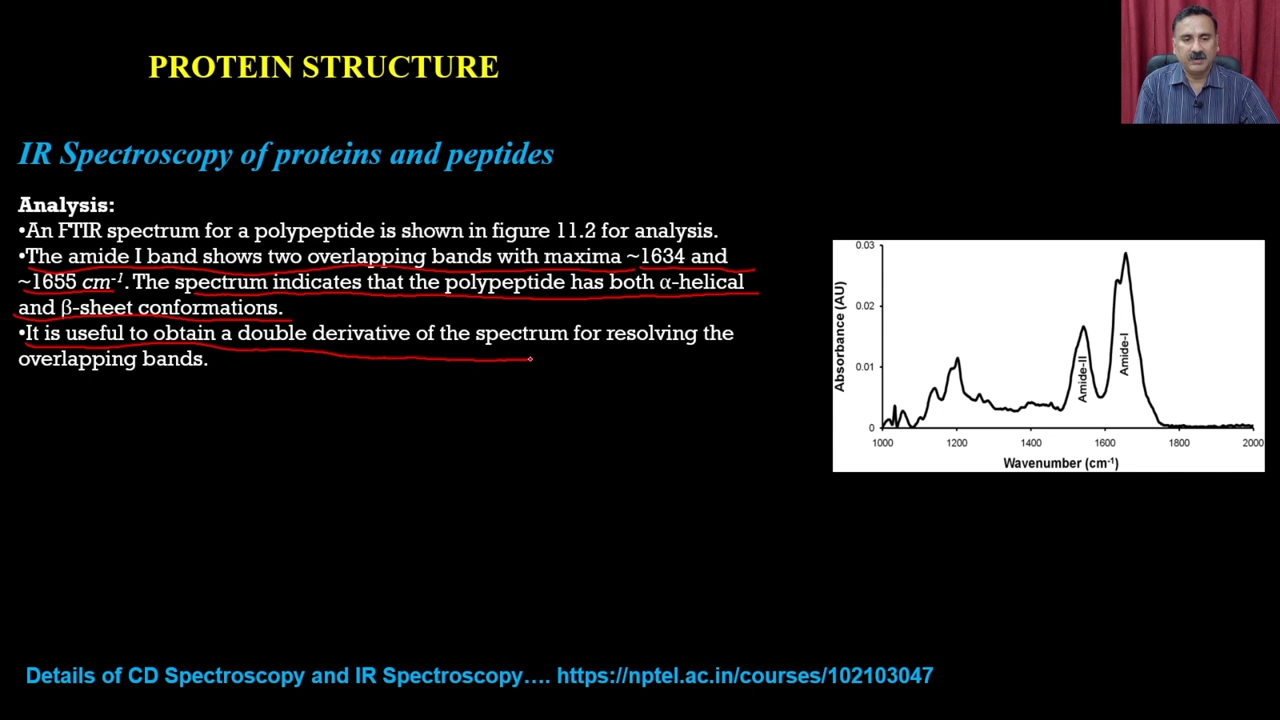 PROTEIN STRUCTURE
IR Spectroscopy of proteins and peptides
Analysis:
•An FTIR spectrum for a polypeptide is shown in figure 11.2 for analysis.
•The amide I band shows two overlapping bands with maxima ~1634 and
~1655 cm-1. The spectrum indicates that the polypeptide has both α-helical
and β-sheet conformations.
•It is useful to obtain a double derivative of the spectrum for resolving the
overlapping bands.
0.03
0.02
0.01
0
Absorbance (AU)
Amide-II
Amide-I
1000 1200 1400 1600 1800 2000
Wavenumber (cm-1)
Details of CD Spectroscopy and IR Spectroscopy…. https://nptel.ac.in/courses/102103047